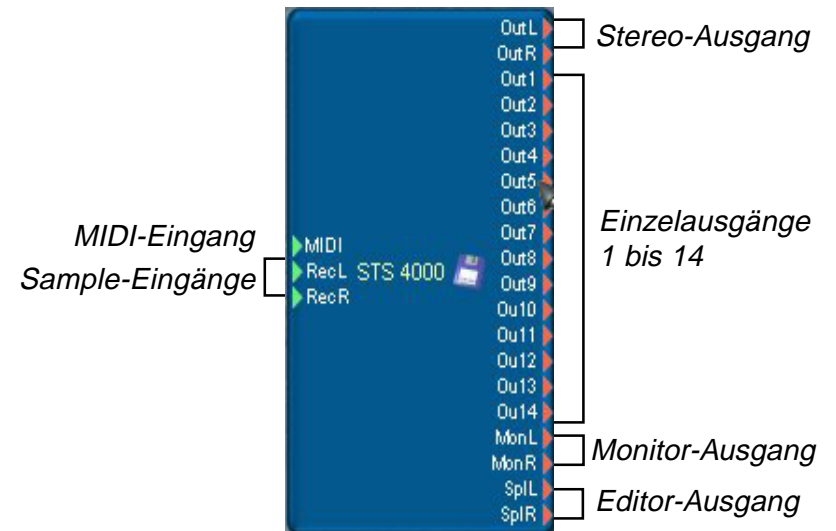 MIDI-Eingang
Sample-Eingänge
MIDI
RecL
RecR
STS 4000
OutL
OutR
Out1
Out2
Out3
Out4
Out5
Out6
Out7
Out8
Out9
Ou10
Ou11
Ou12
Ou13
Ou14
MonL
MonR
SplL
SplR
Stereo-Ausgang
Einzelausgänge
1 bis 14
Monitor-Ausgang
Editor-Ausgang